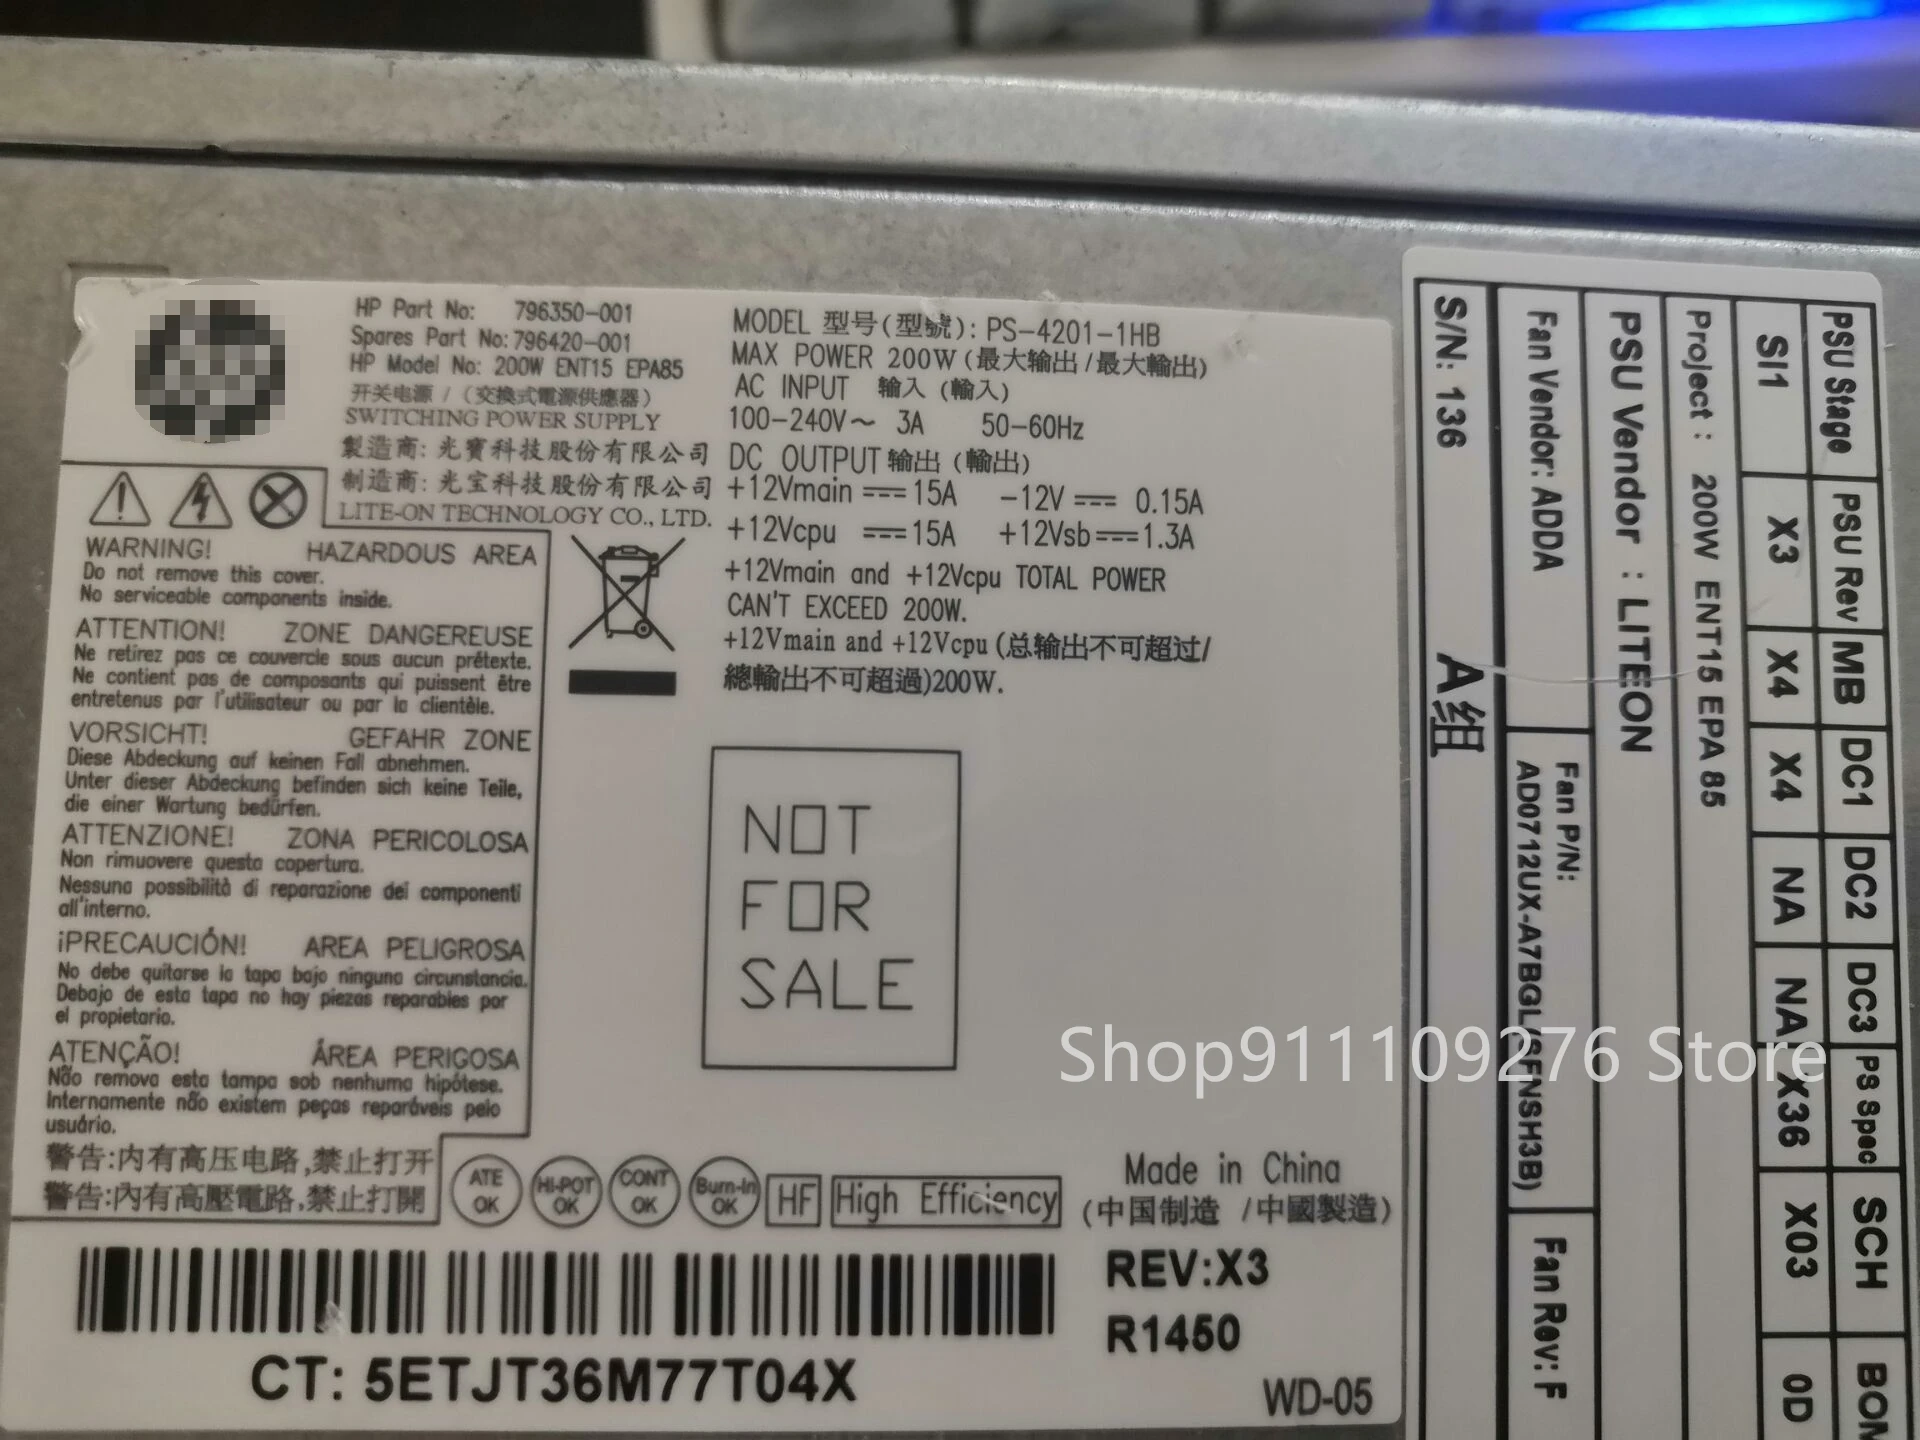 HP Part No: 796350-001
Spares Part No: 796420-001
HP Model No: 200W ENT15 EPA85
开关电源 / (交換式電源供應器)
SWITCHING POWER SUPPLY
製造商: 光寶科技股份有限公司
制造商: 光宝科技股份有限公司
LITE-ON TECHNOLOGY CO., LTD.
MODEL 型号(型號): PS-4201-1HB
MAX POWER 200W (最大输出/最大輸出)
AC INPUT 输入 (輸入)
100-240V~ 3A 50-60Hz
DC OUTPUT 输出 (輸出)
+12Vmain ⎓ 15A -12V ⎓ 0.15A
+12Vcpu ⎓ 15A +12Vsb ⎓ 1.3A
+12Vmain and +12Vcpu TOTAL POWER
CAN'T EXCEED 200W.
+12Vmain and +12Vcpu (总输出不可超过/
總輸出不可超過)200W.
WARNING! HAZARDOUS AREA
Do not remove this cover.
No serviceable components inside.
ATTENTION! ZONE DANGEREUSE
Ne retirez pas ce couvercle sous aucun prétexte.
Ne contient pas de composants qui puissent être
entretenus par l'utilisateur ou par la clientèle.
VORSICHT! GEFAHR ZONE
Diese Abdeckung auf keinen Fall abnehmen.
Unter dieser Abdeckung befinden sich keine Teile,
die einer Wartung bedürfen.
ATTENZIONE! ZONA PERICOLOSA
Non rimuovere questa copertura.
Nessuna possibilità di reparazione dei componenti
all'interno.
¡PRECAUCIÓN! AREA PELIGROSA
No debe quitarse la tapa bajo ninguna circunstancia.
Debajo de esta tapa no hay piezas reparables por
el propietario.
ATENÇÃO! ÁREA PERIGOSA
Não remova esta tampa sob nenhuma hipótese.
Internamente não existem peças reparáveis pelo
usuário.
警告:内有高压电路,禁止打开
警告:內有高壓電路,禁止打開
NOT
FOR
SALE
ATE OK
HI-POT OK
CONT OK
Burn-In OK
HF
High Efficiency
Made in China
(中国制造 /中國製造)
REV:X3
R1450
WD-05
CT: 5ETJT36M77T04X
PSU Stage PSU Rev MB DC1 DC2 DC3 PS Spec SCH BOM
SI1 X3 X4 X4 NA NA X36 X03 0D
Project : 200W ENT15 EPA 85
PSU Vendor : LITEON
Fan Vendor: ADDA
Fan P/N:
AD0712UX-A7BGL(SFNSH3B)
Fan Rev: F
S/N: 136 A组
Shop911109276 Store